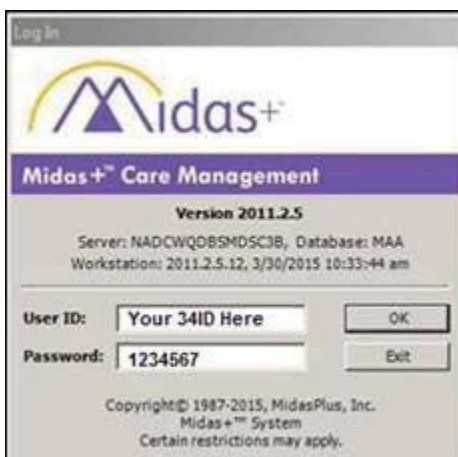 Log In
Midas+™
Midas+™ Care Management
Version 2011.2.5
Server: NADCWQDBSMDSC3B, Database: MAA
Workstation: 2011.2.5.12, 3/30/2015 10:33:44 am
User ID: Your 34ID Here OK
Password: 1234567 Exit
Copyright© 1987-2015, MidasPlus, Inc.
Midas+™ System
Certain restrictions may apply.